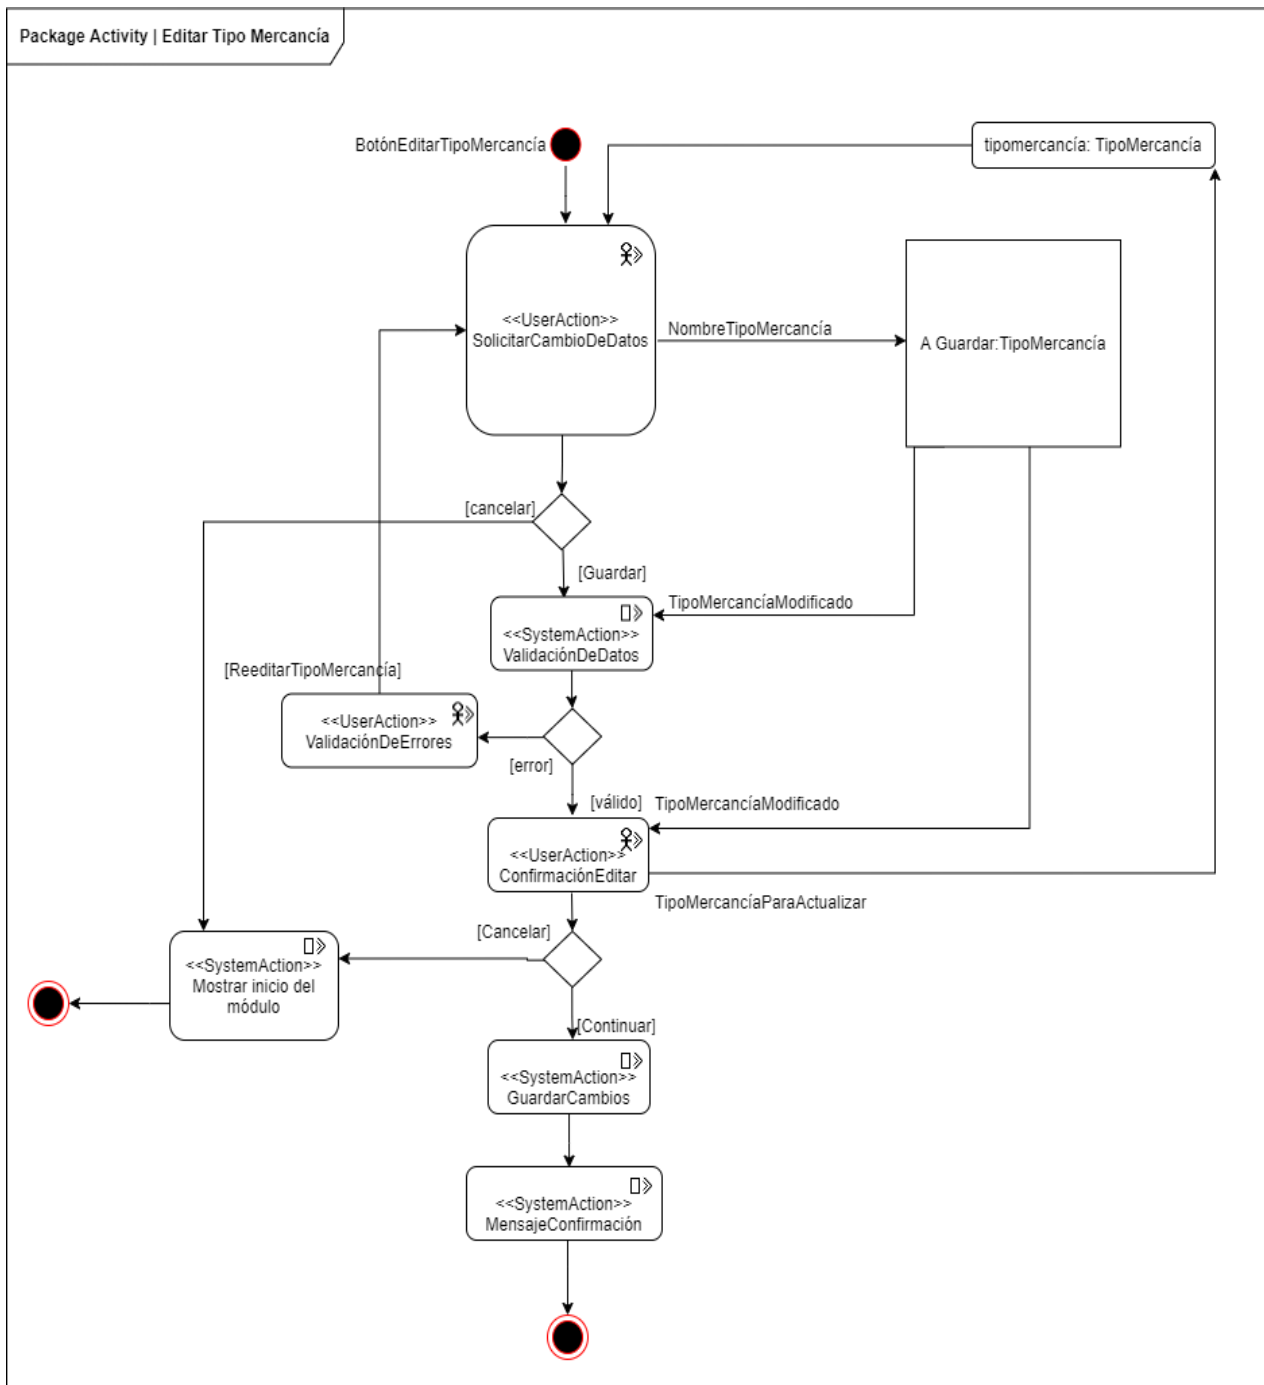 Package Activity | Editar Tipo Mercancía
BotónEditarTipoMercancía
tipomercancía: TipoMercancía
<<UserAction>>
SolicitarCambioDeDatos
NombreTipoMercancía
A Guardar:TipoMercancía
[cancelar]
[Guardar]
TipoMercancíaModificado
<<SystemAction>>
ValidaciónDeDatos
[ReeditarTipoMercancía]
<<UserAction>>
ValidaciónDeErrores
[error]
[válido]
TipoMercancíaModificado
<<UserAction>>
ConfirmaciónEditar
TipoMercancíaParaActualizar
[Cancelar]
<<SystemAction>>
Mostrar inicio del
módulo
[Continuar]
<<SystemAction>>
GuardarCambios
<<SystemAction>>
MensajeConfirmación